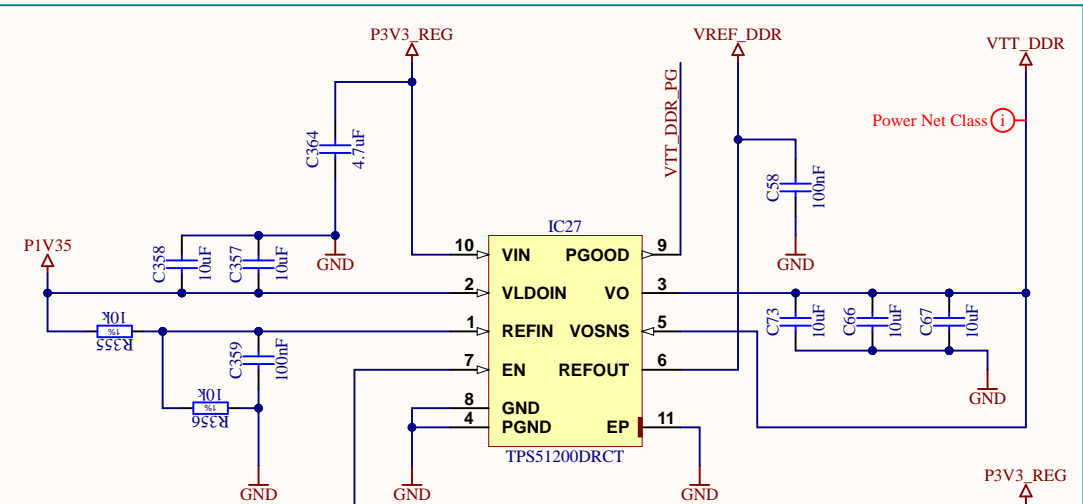 P3V3_REG
VREF_DDR
VTT_DDR
VTT_DDR_PG
Power Net Class
i
C364
4.7uF
C58
100nF
GND
GND
P1V35
C358
10uF
C357
10uF
IC27
10
VIN
PGOOD
9
2
VLDOIN
VO
3
1
REFIN
VOSNS
5
7
EN
REFOUT
6
8
GND
4
PGND
EP
11
TPS51200DRCT
10k
1%
R355
C359
100nF
10k
1%
R356
C73
10uF
C66
10uF
C67
10uF
GND
GND
GND
GND
P3V3_REG